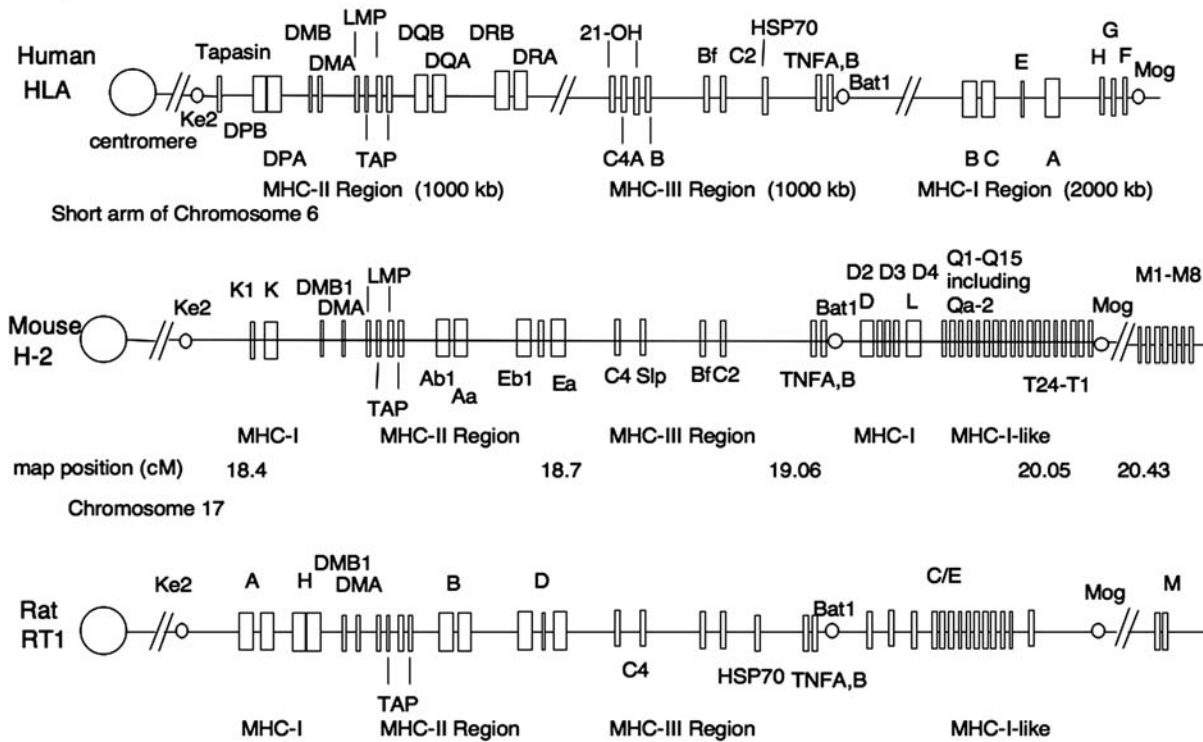 LMP HSP70 G
DMB DQB DRB 21-OH H F
Human Tapasin DMA DQA DRA Bf C2 TNFA,B E Mog
HLA Bat1
Ke2
centromere DPB
DPA TAP C4A B B C A
MHC-II Region (1000 kb) MHC-III Region (1000 kb) MHC-I Region (2000 kb)
Short arm of Chromosome 6
D2 D3 D4 Q1-Q15
DMB1 LMP including M1-M8
Ke2 K1 K DMA Bat1 D L Qa-2 Mog
Mouse
H-2
Ab1 Aa Eb1 Ea C4 Slp Bf C2 TNFA,B T24-T1
TAP
MHC-I MHC-II Region MHC-III Region MHC-I MHC-I-like
map position (cM) 18.4 18.7 19.06 20.05 20.43
Chromosome 17
DMB1
Ke2 A H DMA B D C/E Mog M
Rat Bat1
RT1
C4 HSP70 TNFA,B
TAP
MHC-I MHC-II Region MHC-III Region MHC-I-like